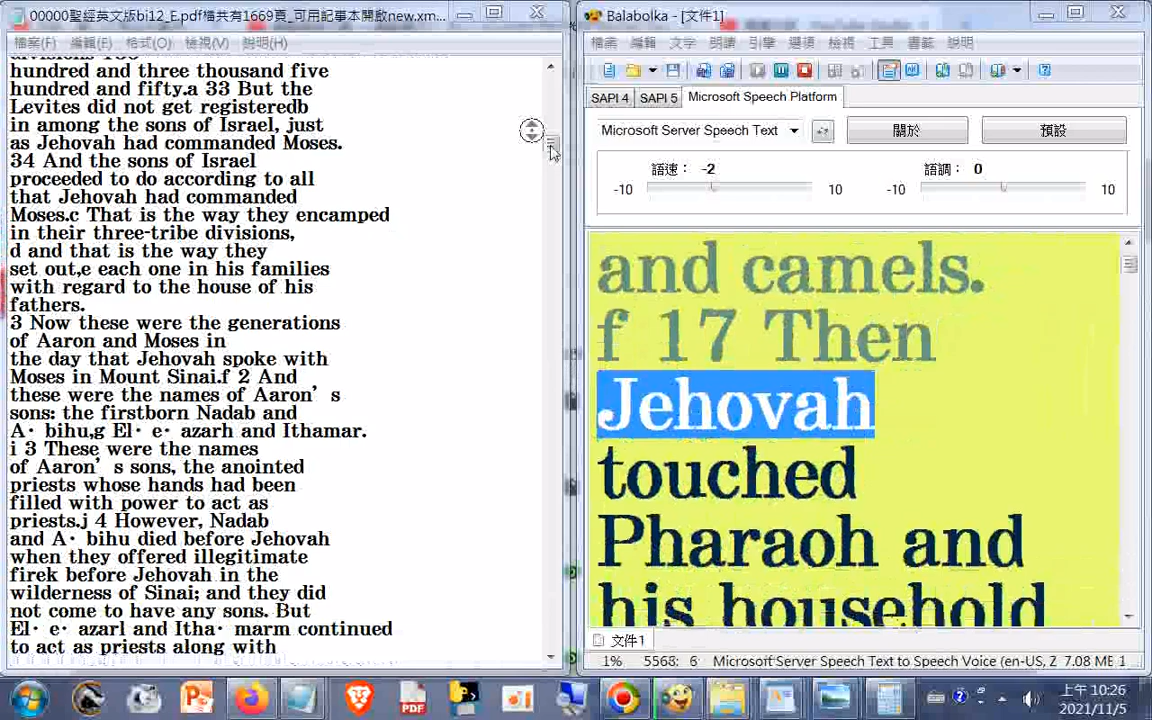 00000聖經英文版bi12_E.pdf檔共有1669頁_可用記事本開啟new.xm...
檔案(F) 編輯(E) 格式(O) 檢視(V) 說明(H)
hundred and three thousand five
hundred and fifty.a 33 But the
Levites did not get registeredb
in among the sons of Israel, just
as Jehovah had commanded Moses.
34 And the sons of Israel
proceeded to do according to all
that Jehovah had commanded
Moses.c That is the way they encamped
in their three-tribe divisions,
d and that is the way they
set out,e each one in his families
with regard to the house of his
fathers.
3 Now these were the generations
of Aaron and Moses in
the day that Jehovah spoke with
Moses in Mount Sinai.f 2 And
these were the names of Aaron’s
sons: the firstborn Nadab and
A‧bihu,g El‧e‧azarh and Ithamar.
i 3 These were the names
of Aaron’s sons, the anointed
priests whose hands had been
filled with power to act as
priests.j 4 However, Nadab
and A‧bihu died before Jehovah
when they offered illegitimate
firek before Jehovah in the
wilderness of Sinai; and they did
not come to have any sons. But
El‧e‧azarl and Itha‧marm continued
to act as priests along with
Balabolka - [文件1]
檔案 編輯 文字 朗讀 引擎 選項 檢視 工具 書籤 說明
SAPI 4 SAPI 5 Microsoft Speech Platform
Microsoft Server Speech Text 關於 預設
語速： -2 語調： 0
-10 10 -10 10
and camels.
f 17 Then
Jehovah
touched
Pharaoh and
his household
文件1
1% 5568: 6 Microsoft Server Speech Text to Speech Voice (en-US, Z 7.08 MB 1
PDF
上午 10:26
2021/11/5